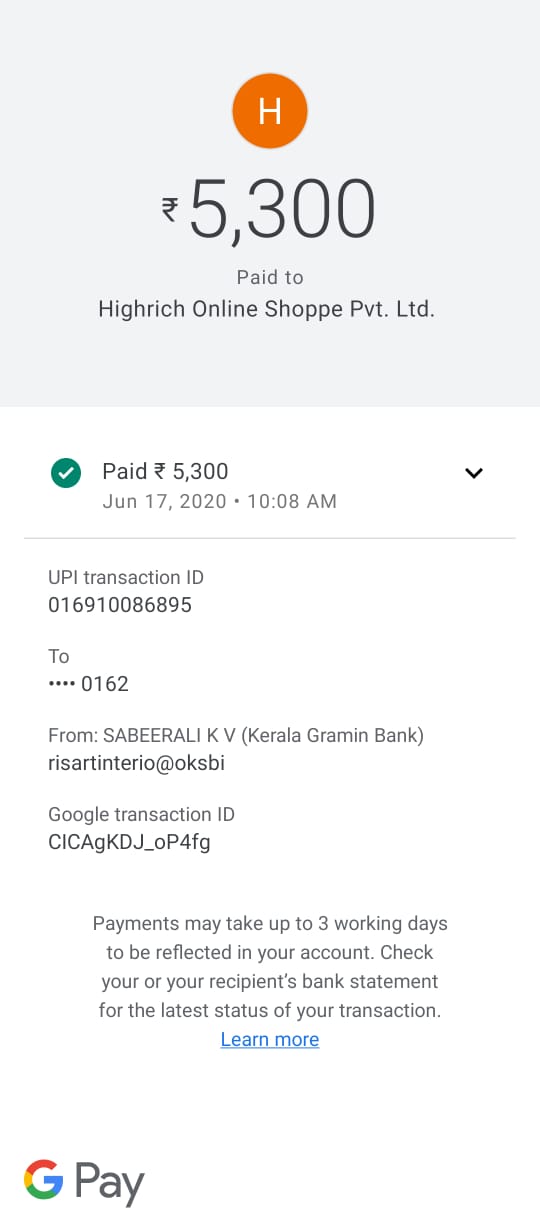 H
₹5,300
Paid to
Highrich Online Shoppe Pvt. Ltd.
Paid ₹ 5,300
Jun 17, 2020 • 10:08 AM
UPI transaction ID
016910086895
To
•••• 0162
From: SABEERALI K V (Kerala Gramin Bank)
risartinterio@oksbi
Google transaction ID
CICAgKDJ_oP4fg
Payments may take up to 3 working days
to be reflected in your account. Check
your or your recipient’s bank statement
for the latest status of your transaction.
Learn more
G Pay